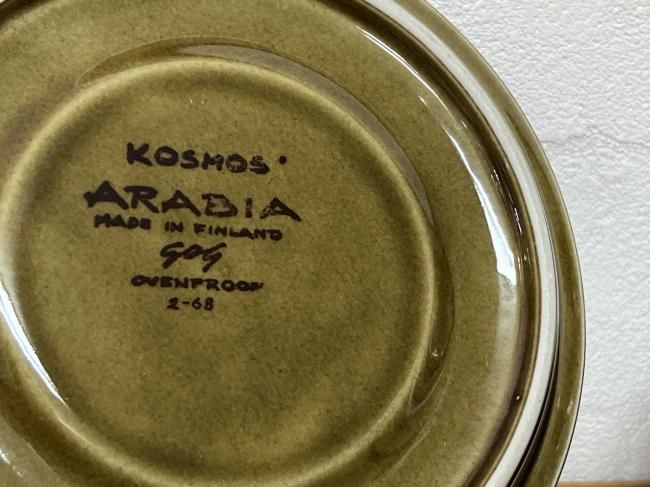 KOSMOS
ARABIA
MADE IN FINLAND
GOG
OVENPROOF
2-68